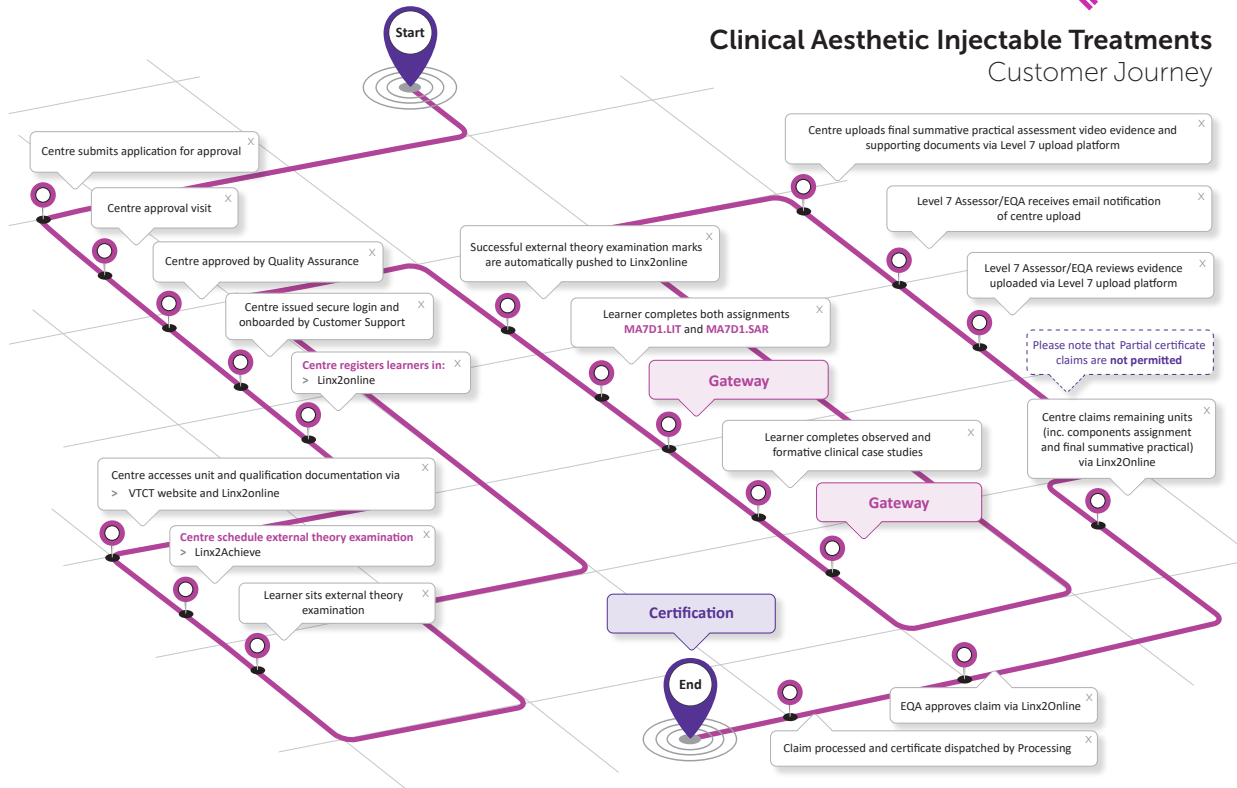 Start
Clinical Aesthetic Injectable Treatments
Customer Journey
Centre submits application for approval
X
Centre approval visit
X
Centre approved by Quality Assurance
X
Centre issued secure login and
onboarded by Customer Support
X
Centre registers learners in:
> Linx2online
X
Centre accesses unit and qualification documentation via
> VTCT website and Linx2online
X
Centre schedule external theory examination
> Linx2Achieve
X
Learner sits external theory
examination
X
Successful external theory examination marks
are automatically pushed to Linx2online
X
Learner completes both assignments
MA7D1.LIT and MA7D1.SAR
X
Gateway
Learner completes observed and
formative clinical case studies
X
Gateway
Centre uploads final summative practical assessment video evidence and
supporting documents via Level 7 upload platform
X
Level 7 Assessor/EQA receives email notification
of centre upload
X
Level 7 Assessor/EQA reviews evidence
uploaded via Level 7 upload platform
X
Please note that Partial certificate
claims are not permitted
Centre claims remaining units
(inc. components assignment
and final summative practical)
via Linx2Online
X
EQA approves claim via Linx2Online
X
Claim processed and certificate dispatched by Processing
X
Certification
End